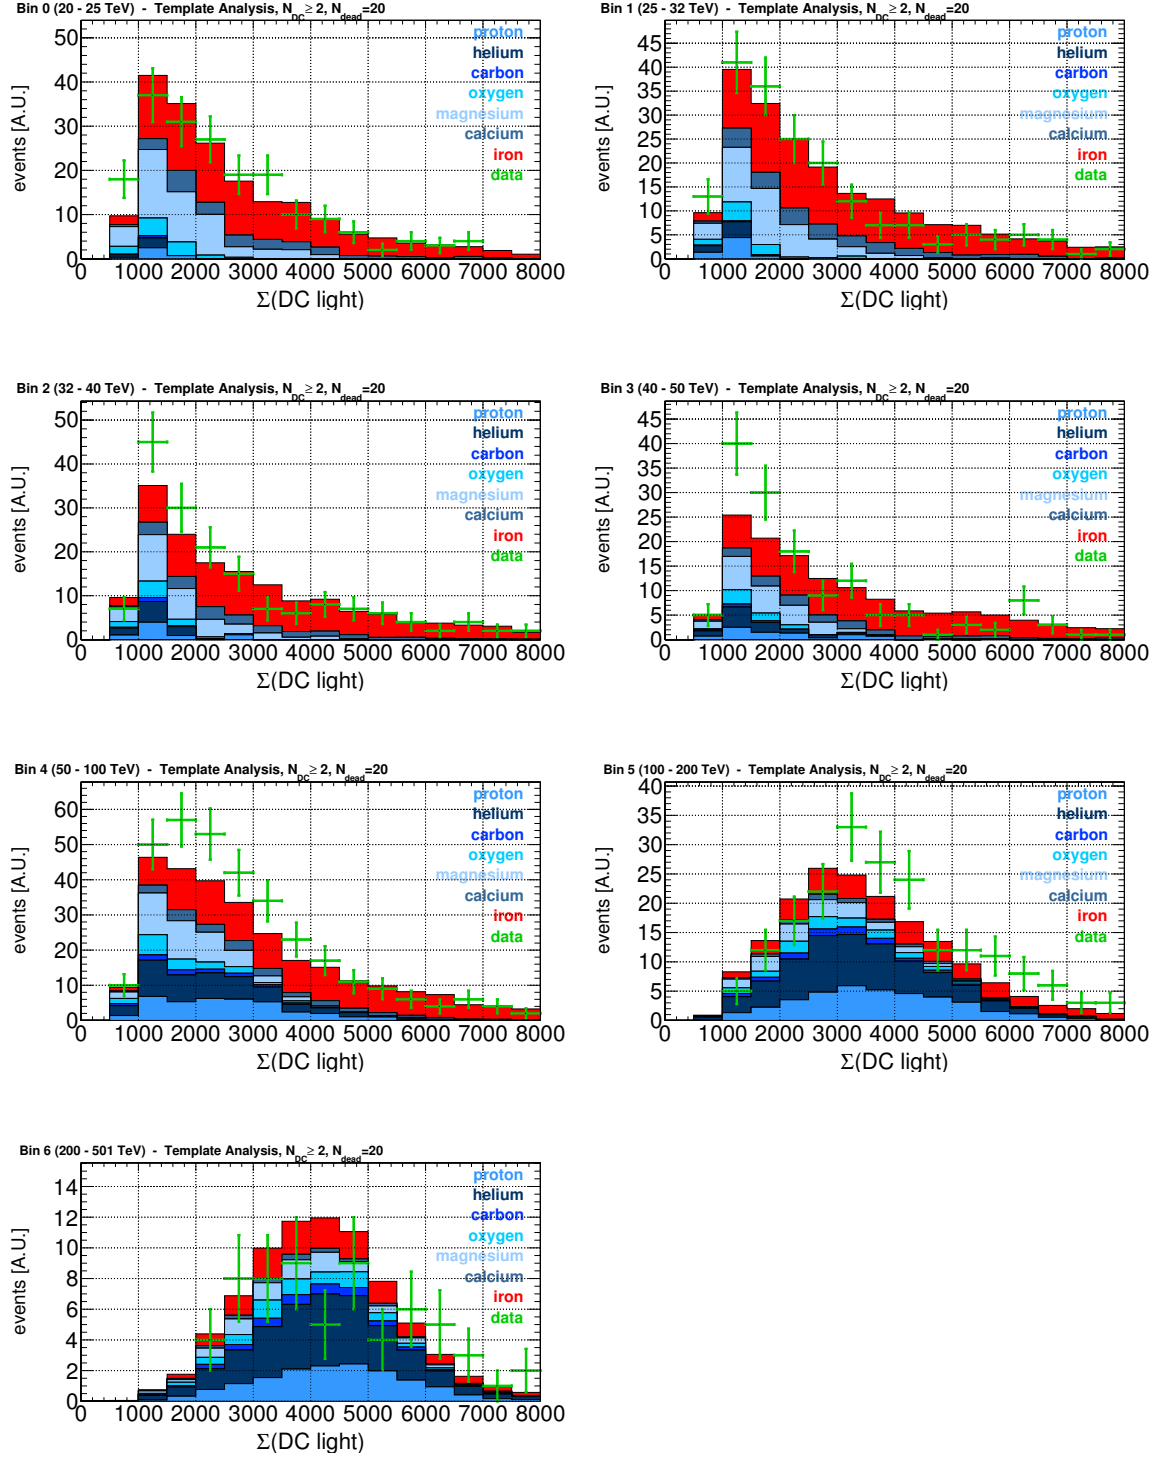 Bin 0 (20 - 25 TeV) - Template Analysis, N_DC ≥ 2, N_dead=20
events [A.U.]
50
40
30
20
10
0
proton
helium
carbon
oxygen
magnesium
calcium
iron
data
0 1000 2000 3000 4000 5000 6000 7000 8000
Σ(DC light)
Bin 1 (25 - 32 TeV) - Template Analysis, N_DC ≥ 2, N_dead=20
events [A.U.]
45
40
35
30
25
20
15
10
5
0
proton
helium
carbon
oxygen
magnesium
calcium
iron
data
0 1000 2000 3000 4000 5000 6000 7000 8000
Σ(DC light)
Bin 2 (32 - 40 TeV) - Template Analysis, N_DC ≥ 2, N_dead=20
events [A.U.]
50
40
30
20
10
0
proton
helium
carbon
oxygen
magnesium
calcium
iron
data
0 1000 2000 3000 4000 5000 6000 7000 8000
Σ(DC light)
Bin 3 (40 - 50 TeV) - Template Analysis, N_DC ≥ 2, N_dead=20
events [A.U.]
45
40
35
30
25
20
15
10
5
0
proton
helium
carbon
oxygen
magnesium
calcium
iron
data
0 1000 2000 3000 4000 5000 6000 7000 8000
Σ(DC light)
Bin 4 (50 - 100 TeV) - Template Analysis, N_DC ≥ 2, N_dead=20
events [A.U.]
60
50
40
30
20
10
0
proton
helium
carbon
oxygen
magnesium
calcium
iron
data
0 1000 2000 3000 4000 5000 6000 7000 8000
Σ(DC light)
Bin 5 (100 - 200 TeV) - Template Analysis, N_DC ≥ 2, N_dead=20
events [A.U.]
40
35
30
25
20
15
10
5
0
proton
helium
carbon
oxygen
magnesium
calcium
iron
data
0 1000 2000 3000 4000 5000 6000 7000 8000
Σ(DC light)
Bin 6 (200 - 501 TeV) - Template Analysis, N_DC ≥ 2, N_dead=20
events [A.U.]
14
12
10
8
6
4
2
0
proton
helium
carbon
oxygen
magnesium
calcium
iron
data
0 1000 2000 3000 4000 5000 6000 7000 8000
Σ(DC light)